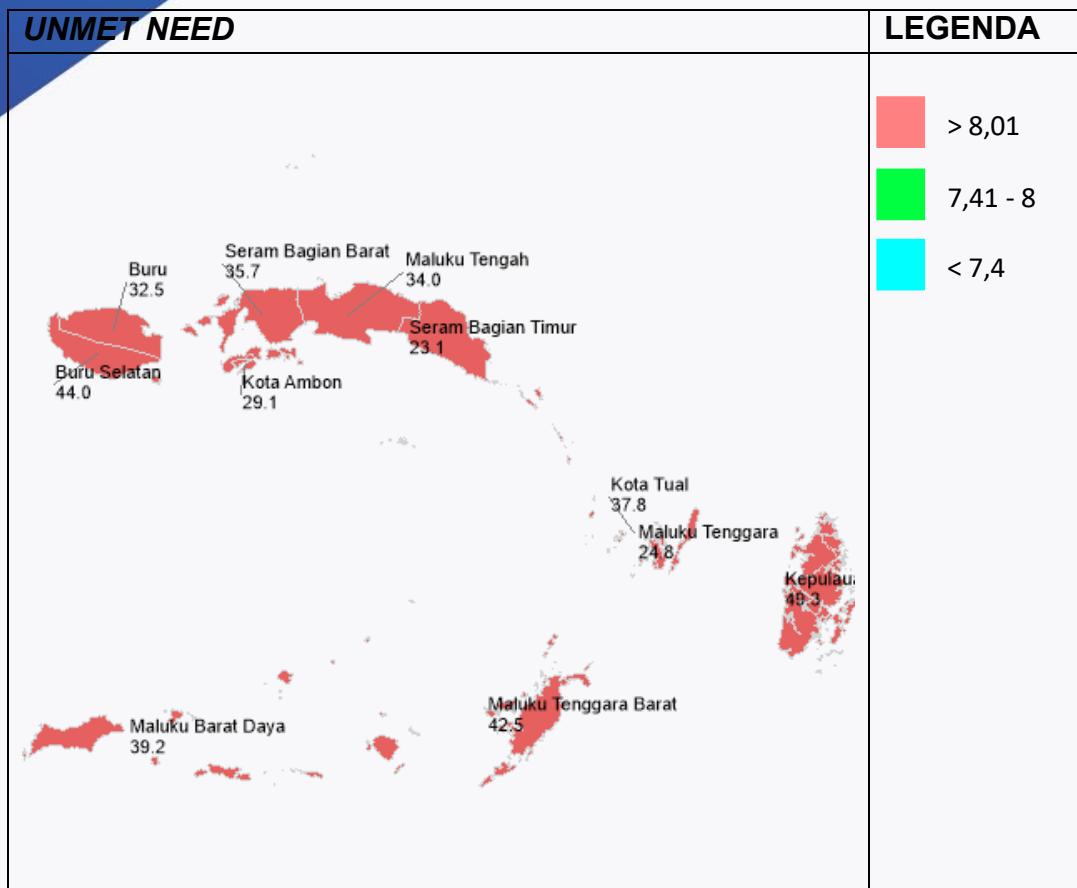 UNMET NEED
LEGENDA
> 8,01
7,41 - 8
< 7,4
Seram Bagian Barat
35.7
Maluku Tengah
34.0
Buru
32.5
Seram Bagian Timur
23.1
Buru Selatan
44.0
Kota Ambon
29.1
Kota Tual
37.8
Maluku Tenggara
24.8
49.3
Maluku Tenggara Barat
42.5
Maluku Barat Daya
39.2